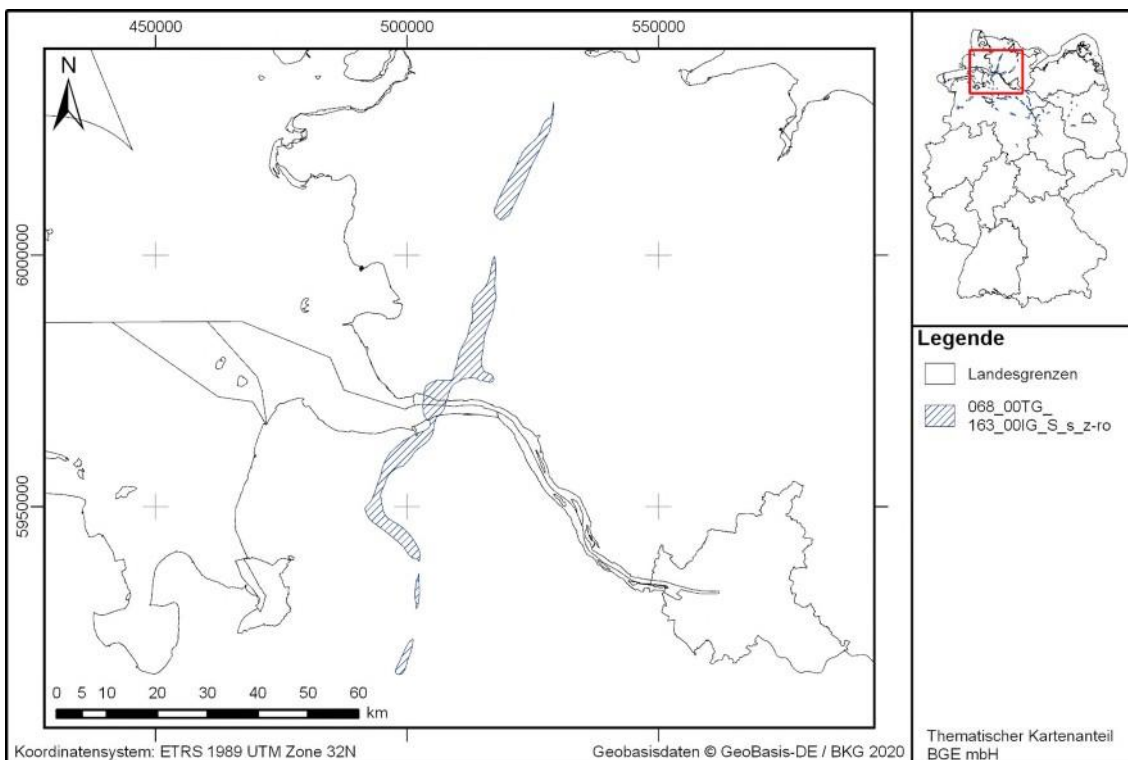 450000
500000
550000
N
6000000
5950000
0 5 10 20 30 40 50 60
km
Koordinatensystem: ETRS 1989 UTM Zone 32N
Geobasisdaten © GeoBasis-DE / BKG 2020
Legende
Landesgrenzen
068_00TG_
163_00IG_S_s_z-ro
Thematischer Kartenanteil
BGE mbH